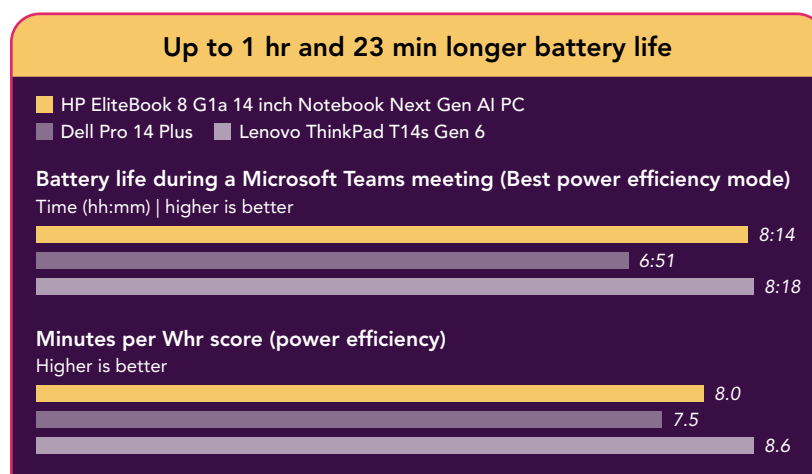 Up to 1 hr and 23 min longer battery life
HP EliteBook 8 G1a 14 inch Notebook Next Gen AI PC
Dell Pro 14 Plus Lenovo ThinkPad T14s Gen 6
Battery life during a Microsoft Teams meeting (Best power efficiency mode)
Time (hh:mm) | higher is better
8:14
6:51
8:18
Minutes per Whr score (power efficiency)
Higher is better
8.0
7.5
8.6